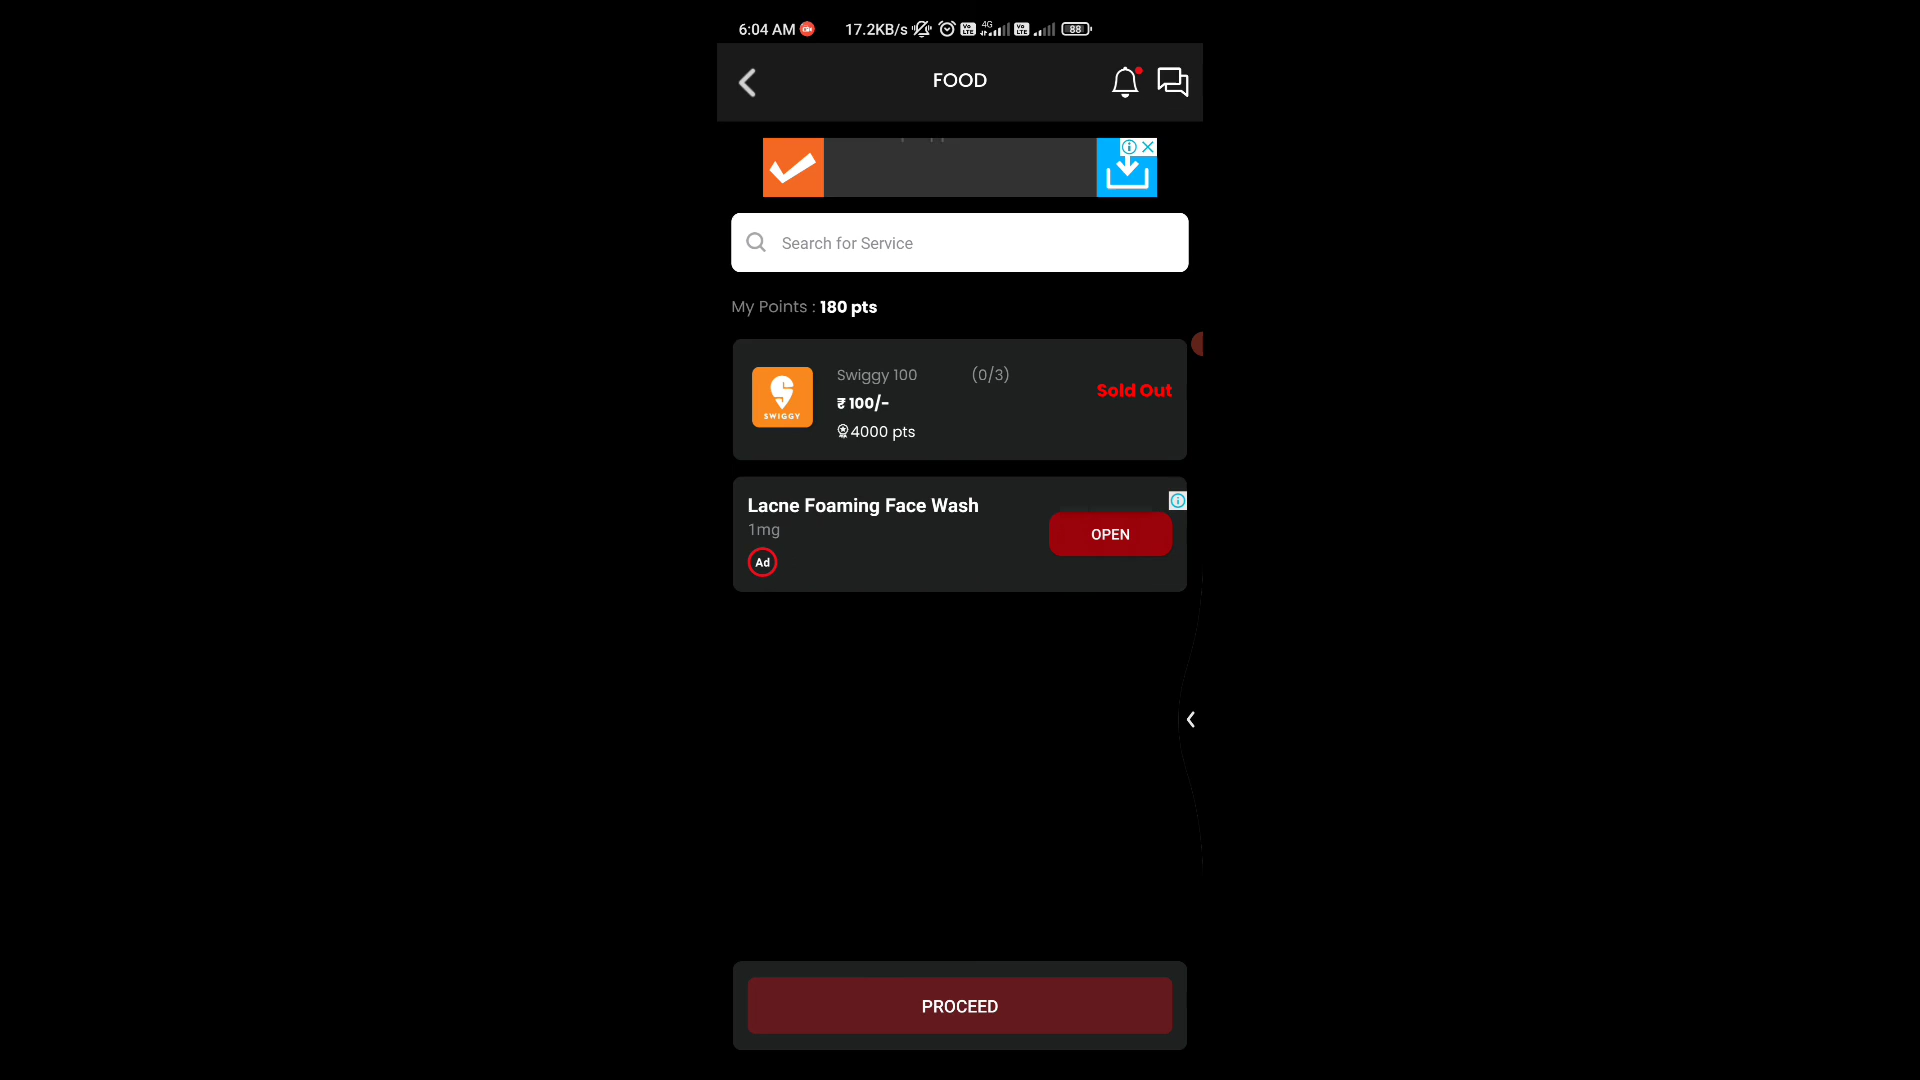 6:04 AM 17.2KB/s 4G 88
FOOD
Search for Service
My Points : 180 pts
Swiggy 100 (0/3)
₹ 100/-
4000 pts
Sold Out
SWIGGY
Lacne Foaming Face Wash
1mg
Ad
OPEN
PROCEED